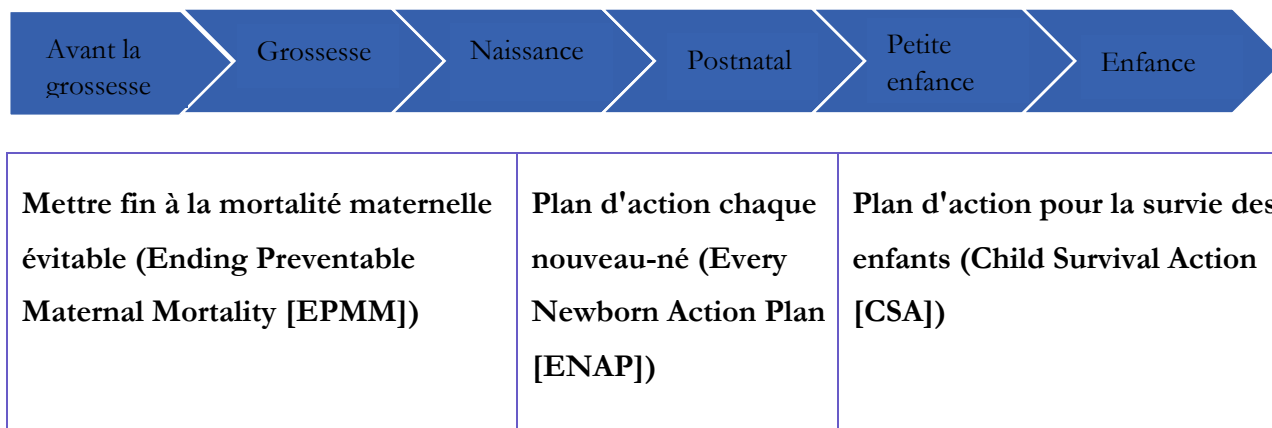 Avant la
grossesse
Grossesse
Naissance
Postnatal
Petite
enfance
Enfance
Mettre fin à la mortalité maternelle
évitable (Ending Preventable
Maternal Mortality [EPMM])
Plan d'action chaque
nouveau-né (Every
Newborn Action Plan
[ENAP])
Plan d'action pour la survie des
enfants (Child Survival Action
[CSA])